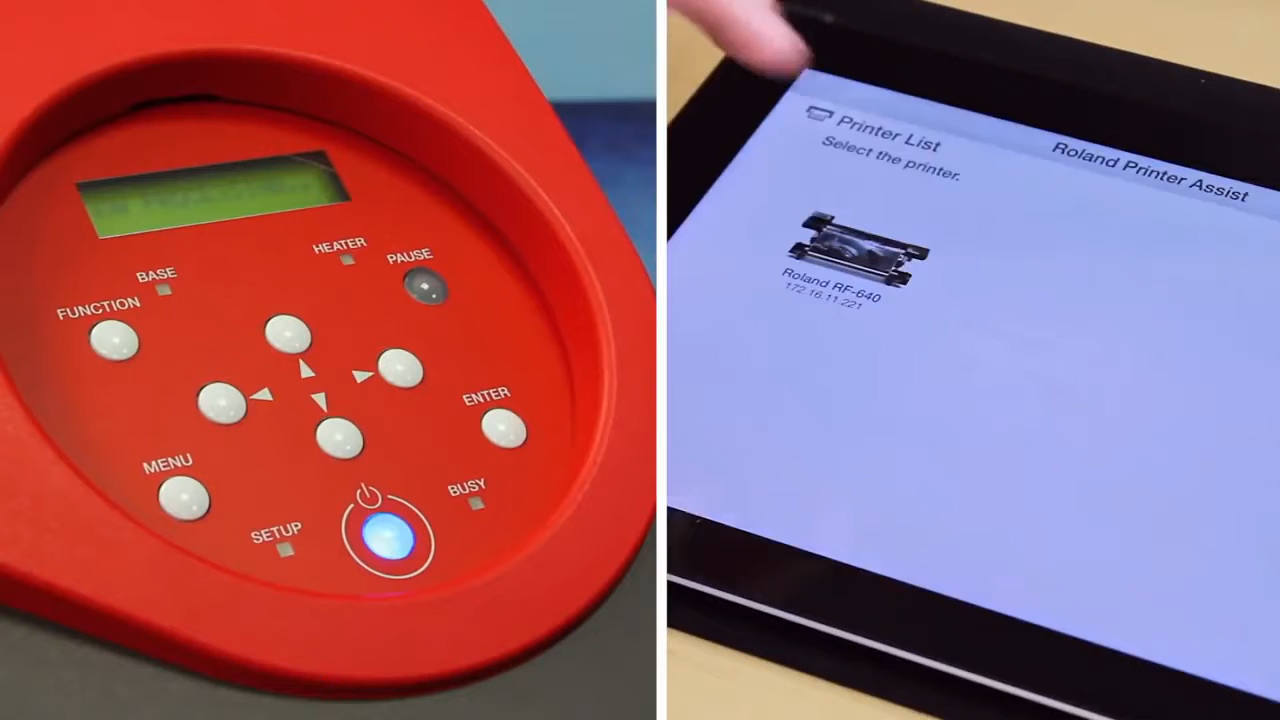 HEATER
PAUSE
BASE
FUNCTION
ENTER
MENU
BUSY
SETUP
Printer List
Roland Printer Assist
Select the printer.
Roland RF-640
172.16.11.221